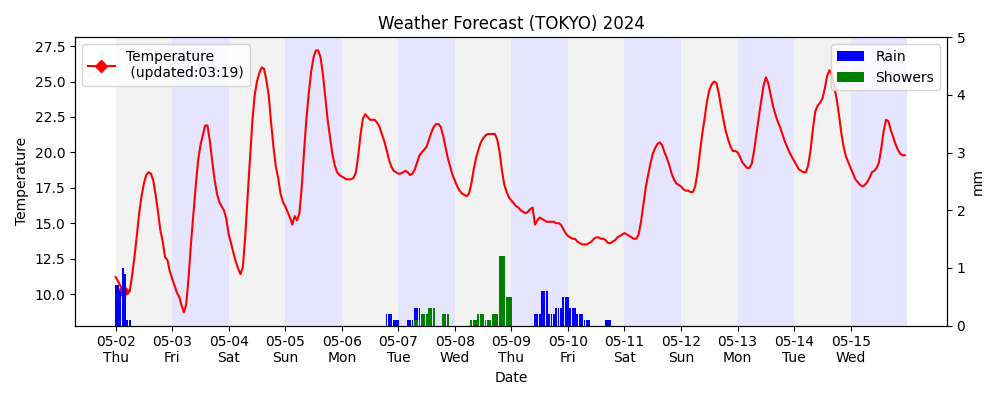 Weather Forecast (TOKYO) 2024
Temperature
(updated:03:19)
Rain
Showers
Temperature
27.5
25.0
22.5
20.0
17.5
15.0
12.5
10.0
5
4
3
2
1
0
mm
05-02 05-03 05-04 05-05 05-06 05-07 05-08 05-09 05-10 05-11 05-12 05-13 05-14 05-15
Thu Fri Sat Sun Mon Tue Wed Thu Fri Sat Sun Mon Tue Wed
Date